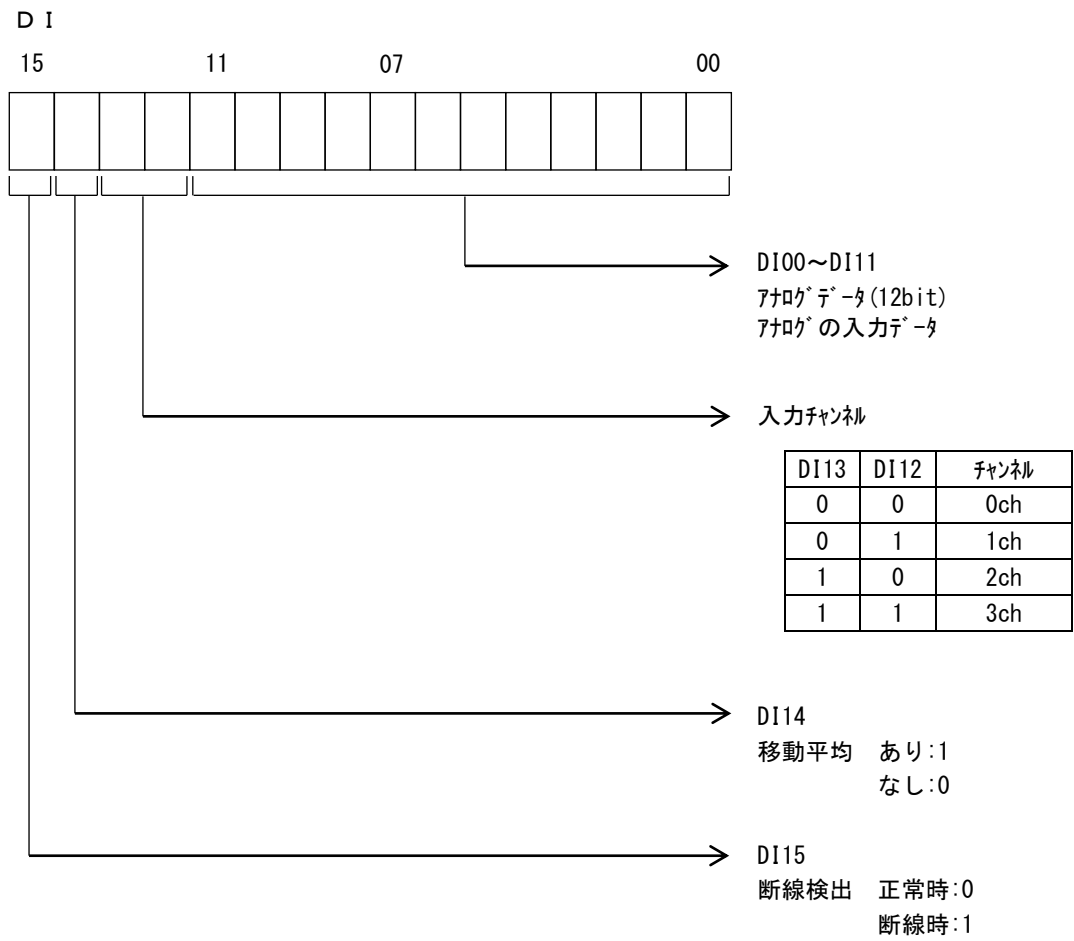 ＤＩ
15 11 07 00
DI00～DI11
ｱﾅﾛｸﾞﾃﾞｰﾀ(12bit)
ｱﾅﾛｸﾞの入力ﾃﾞｰﾀ
入力ﾁｬﾝﾈﾙ
DI13 DI12 ﾁｬﾝﾈﾙ
0 0 0ch
0 1 1ch
1 0 2ch
1 1 3ch
DI14
移動平均 あり:1
なし:0
DI15
断線検出 正常時:0
断線時:1